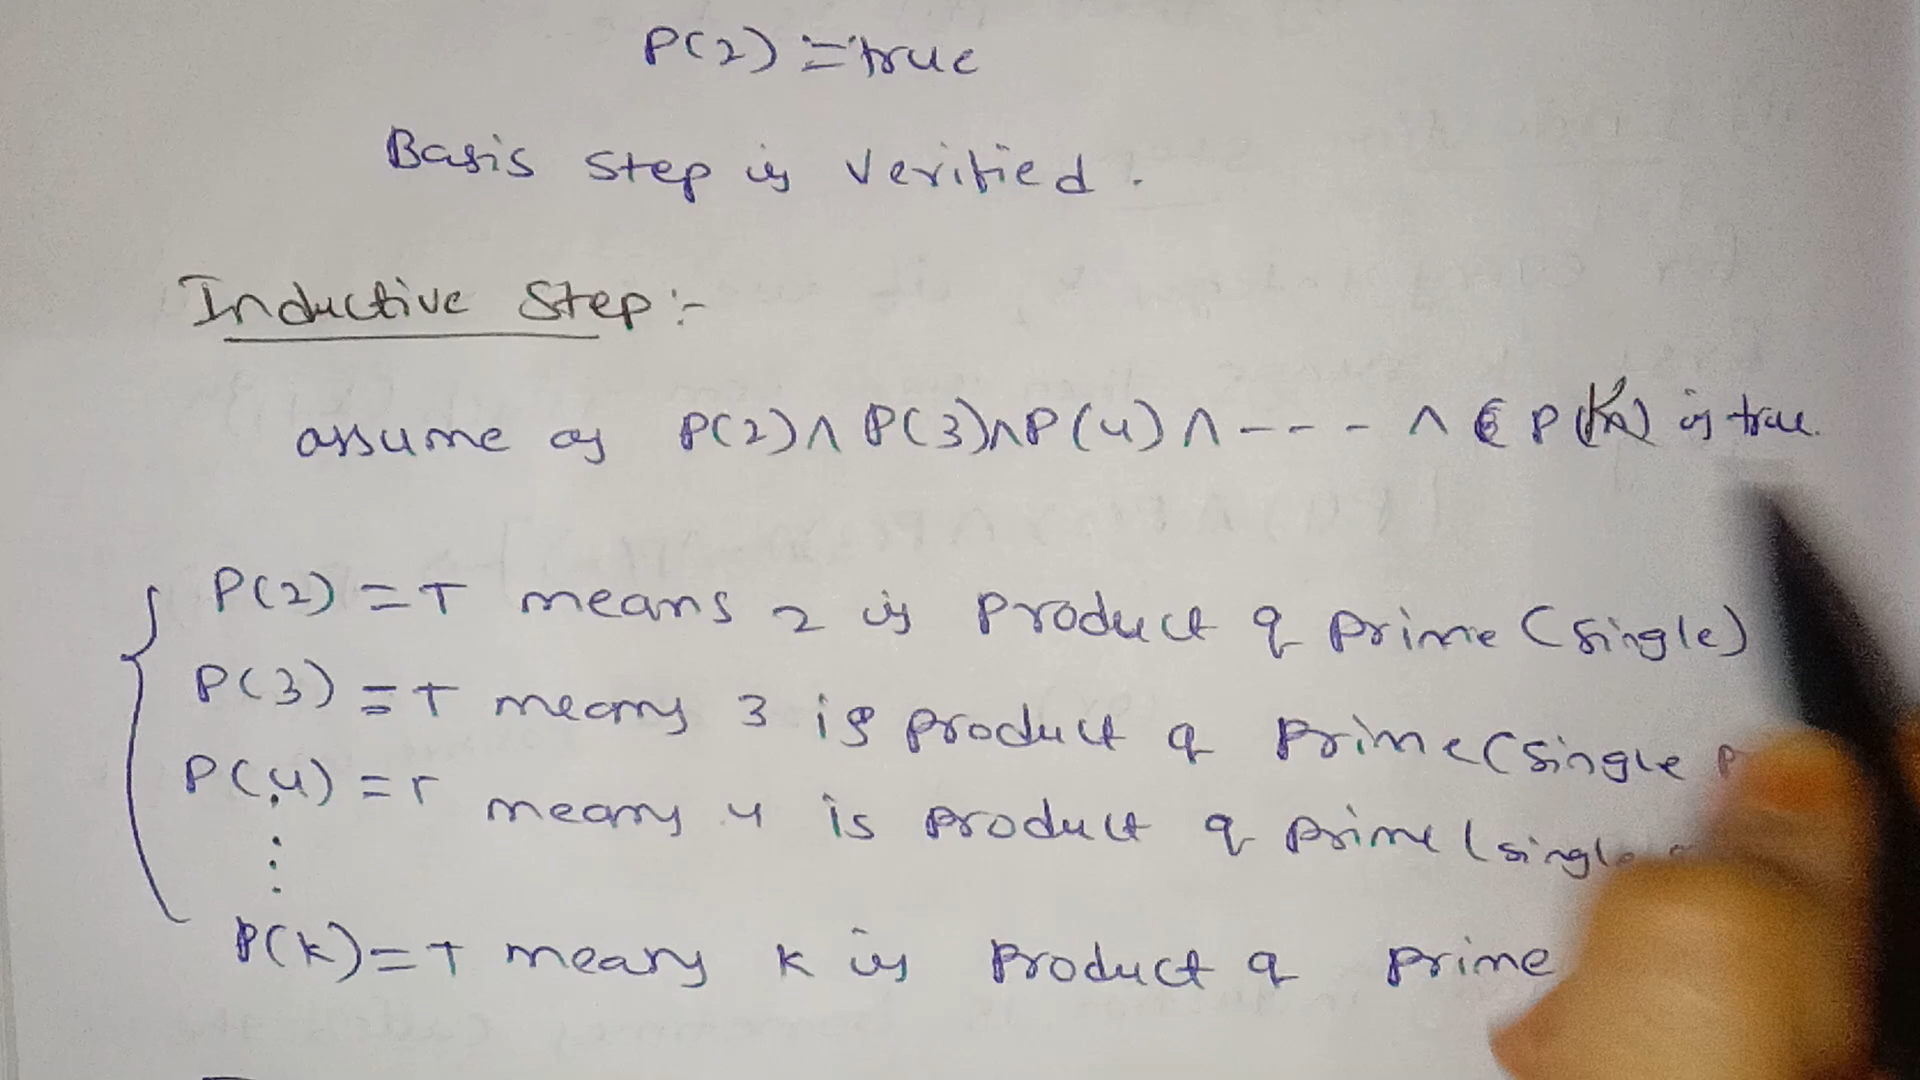 P(2) = true
Basis step is verified.
Inductive Step:-
assume as P(2) ∧ P(3) ∧ P(4) ∧ ---- ∧ P(k) is true.
P(2) = T means 2 is product of prime (single)
P(3) = T means 3 is product of prime (single
P(4) = T means 4 is product of prime (single
⋮
P(k) = T means k is product of prime